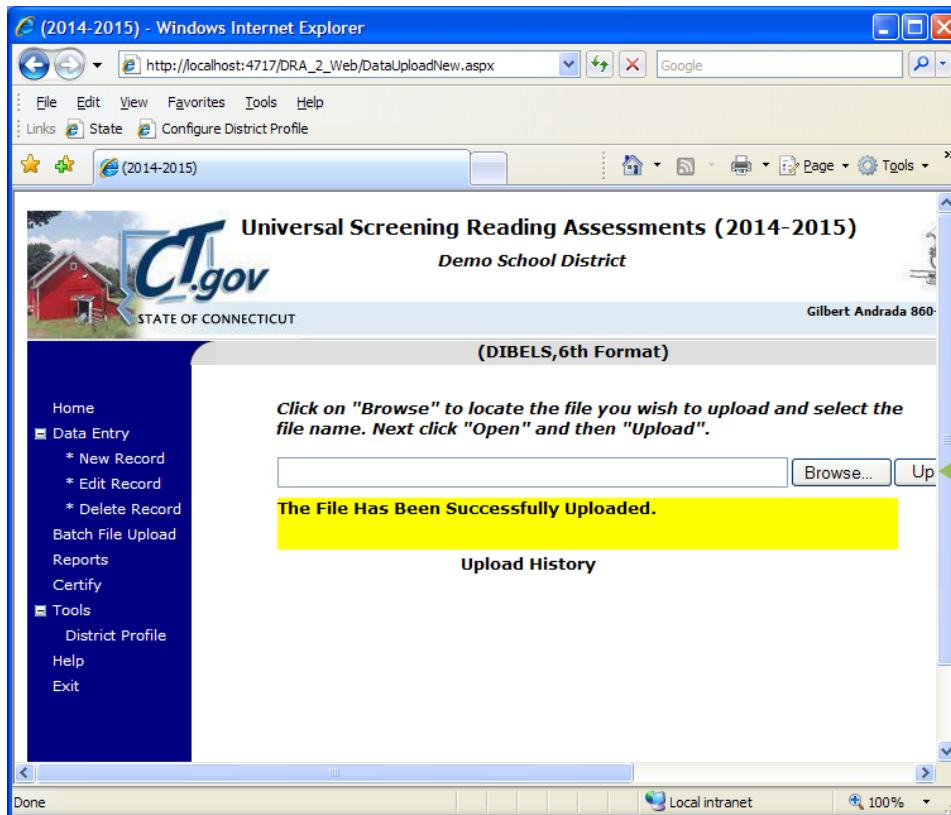 (2014-2015) - Windows Internet Explorer
http://localhost:4717/DRA_2_Web/DataUploadNew.aspx
Google
File Edit View Favorites Tools Help
Links State Configure District Profile
(2014-2015)
Page Tools »
Universal Screening Reading Assessments (2014-2015)
Demo School District
CT.gov
STATE OF CONNECTICUT
Gilbert Andrada 860-
(DIBELS,6th Format)
Home
Data Entry
* New Record
* Edit Record
* Delete Record
Batch File Upload
Reports
Certify
Tools
District Profile
Help
Exit
Click on "Browse" to locate the file you wish to upload and select the
file name. Next click "Open" and then "Upload".
Browse... Up
The File Has Been Successfully Uploaded.
Upload History
Done
Local intranet
100%